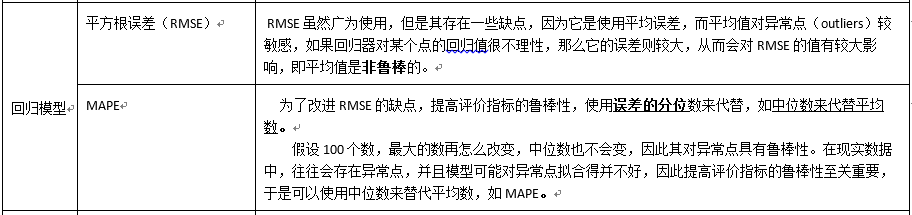 平方根误差（RMSE）
RMSE 虽然广为使用，但是其存在一些缺点，因为它是使用平均误差，而平均值对异常点（outliers）较
敏感，如果回归器对某个点的回归值很不理性，那么它的误差则较大，从而会对 RMSE 的值有较大影
响，即平均值是非鲁棒的。
回归模型
MAPE
为了改进 RMSE 的缺点，提高评价指标的鲁棒性，使用误差的分位数来代替，如中位数来代替平均
数。
假设 100 个数，最大的数再怎么改变，中位数也不会变，因此其对异常点具有鲁棒性。在现实数据
中，往往会存在异常点，并且模型可能对异常点拟合得并不好，因此提高评价指标的鲁棒性至关重要，
于是可以使用中位数来替代平均数，如 MAPE。